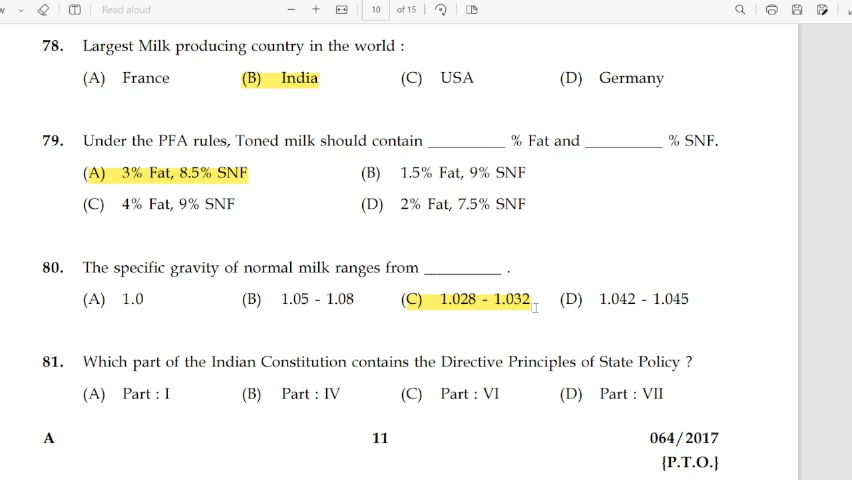 Read aloud
10 of 15
78. Largest Milk producing country in the world :
(A) France (B) India (C) USA (D) Germany
79. Under the PFA rules, Toned milk should contain __________ % Fat and __________ % SNF.
(A) 3% Fat, 8.5% SNF (B) 1.5% Fat, 9% SNF
(C) 4% Fat, 9% SNF (D) 2% Fat, 7.5% SNF
80. The specific gravity of normal milk ranges from __________ .
(A) 1.0 (B) 1.05 - 1.08 (C) 1.028 - 1.032 (D) 1.042 - 1.045
81. Which part of the Indian Constitution contains the Directive Principles of State Policy ?
(A) Part : I (B) Part : IV (C) Part : VI (D) Part : VII
A 11 064/2017
{P.T.O.}